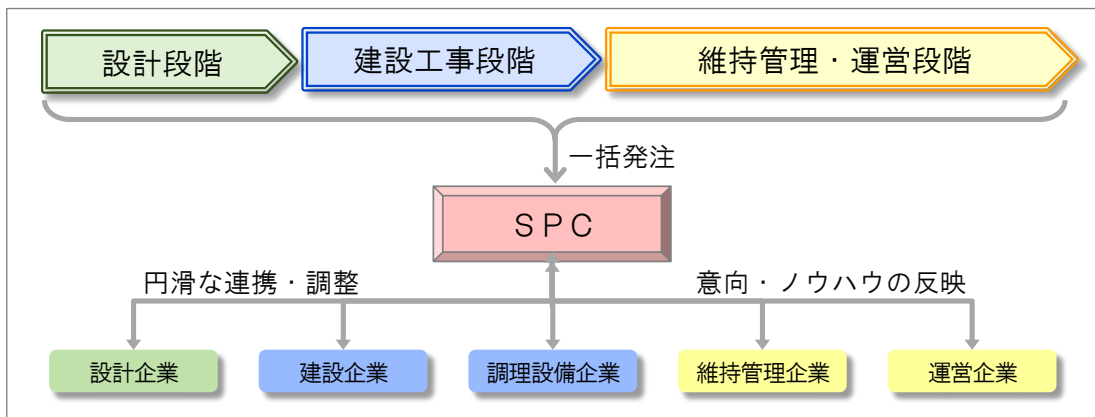 設計段階
建設工事段階
維持管理・運営段階
一括発注
ＳＰＣ
円滑な連携・調整
意向・ノウハウの反映
設計企業
建設企業
調理設備企業
維持管理企業
運営企業